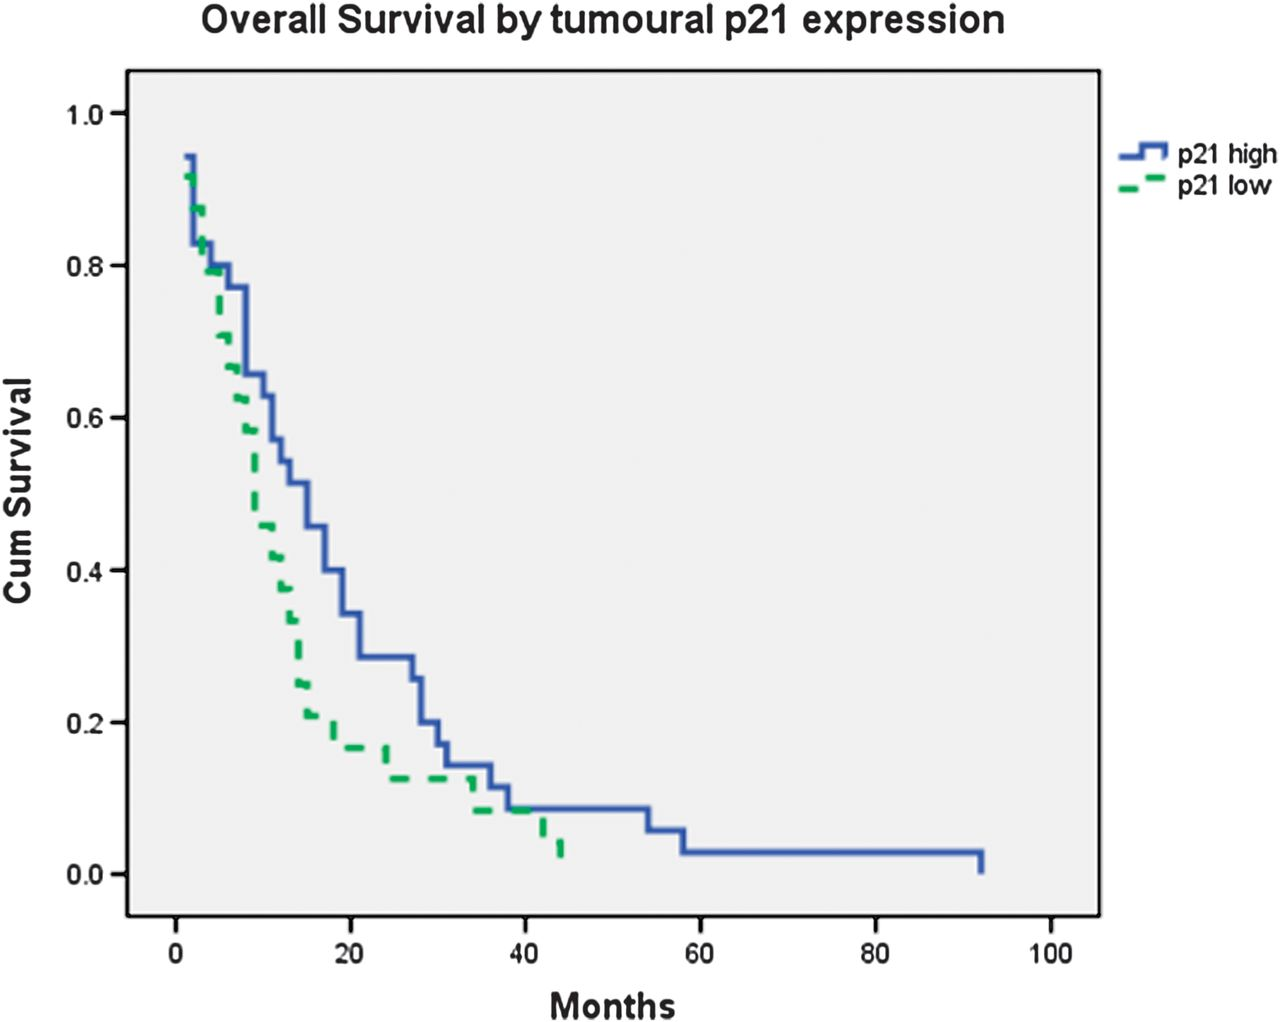 Overall Survival by tumoural p21 expression
1.0
0.8
0.6
0.4
0.2
0.0
Cum Survival
0 20 40 60 80 100
Months
p21 high
p21 low